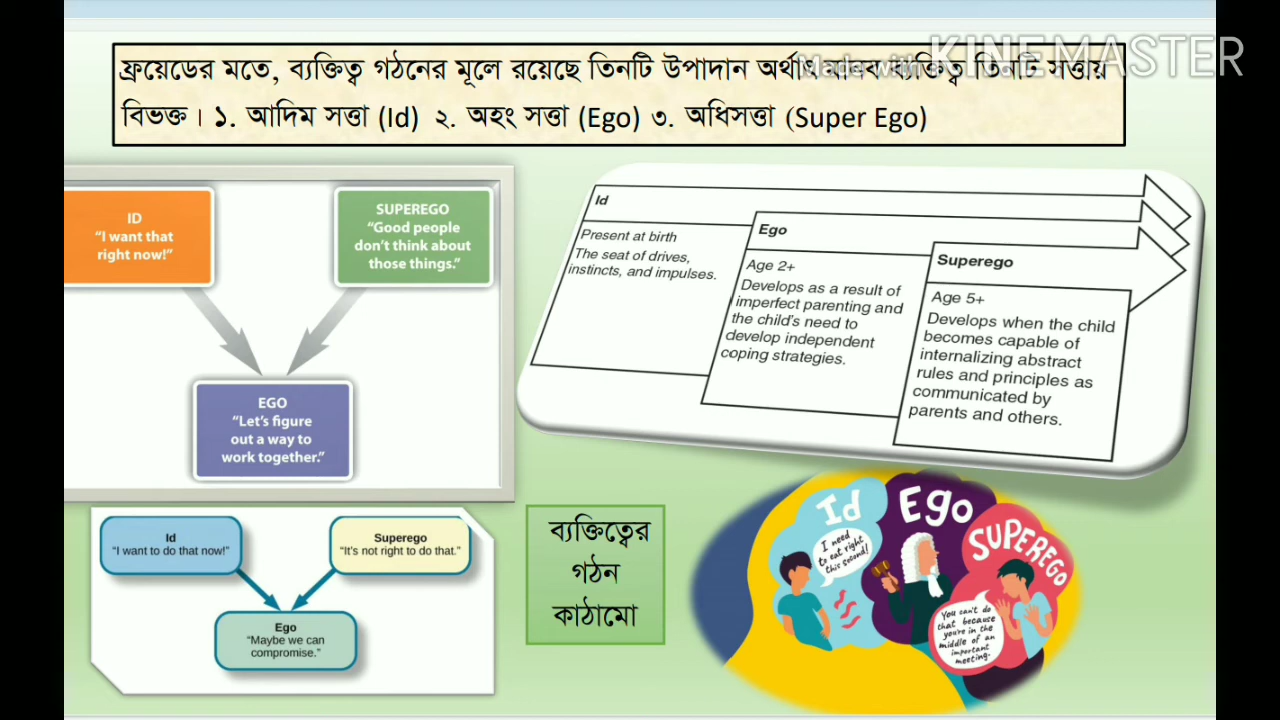 ফ্রয়েডের মতে, ব্যক্তিত্ব গঠনের মূলে রয়েছে তিনটি উপাদান অর্থাৎ মানব ব্যক্তিত্ব তিনটি সত্তায়
বিভক্ত। ১. আদিম সত্তা (Id) ২. অহং সত্তা (Ego) ৩. অধিসত্তা (Super Ego)
Made with KINEMASTER
ID
“I want that
right now!”
SUPEREGO
“Good people
don’t think about
those things.”
EGO
“Let’s figure
out a way to
work together.”
Id
Present at birth
The seat of drives,
instincts, and impulses.
Ego
Age 2+
Develops as a result of
imperfect parenting and
the child’s need to
develop independent
coping strategies.
Superego
Age 5+
Develops when the child
becomes capable of
internalizing abstract
rules and principles as
communicated by
parents and others.
Id
“I want to do that now!”
Superego
“It’s not right to do that.”
Ego
“Maybe we can
compromise.”
ব্যক্তিত্বের
গঠন
কাঠামো
Id
I need
to eat right
this second!
Ego
SUPEREGO
You can't do
that because
you're in the
middle of an
important
meeting.